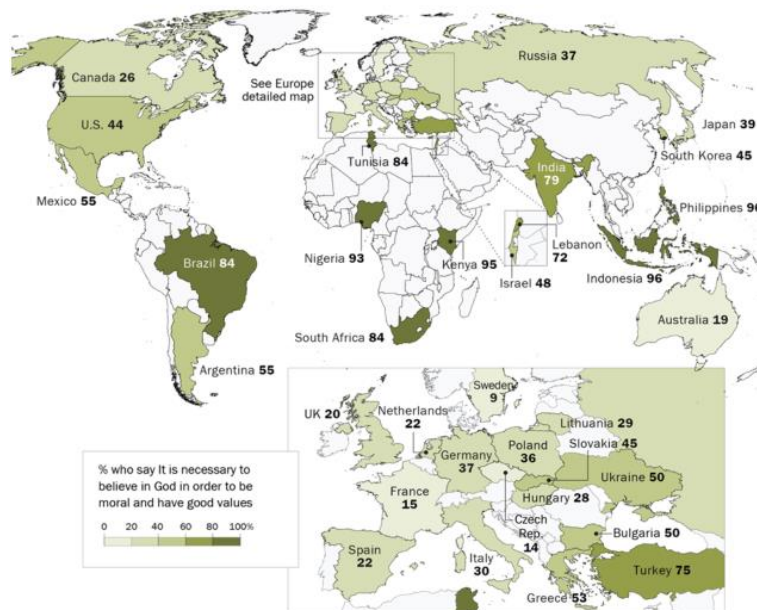 Russia 37
Canada 26
See Europe
detailed map
U.S. 44
Japan 39
Tunisia 84
India
79
South Korea 45
Mexico 55
Philippines 96
Lebanon
72
Nigeria 93
Kenya 95
Brazil 84
Israel 48
Indonesia 96
Australia 19
South Africa 84
Argentina 55
Sweden
9
UK 20
Netherlands
22
Lithuania 29
Slovakia 45
Poland
36
Germany
37
Ukraine 50
% who say It is necessary to
believe in God in order to be
moral and have good values
0 20 40 60 80 100%
France
15
Hungary 28
Czech
Rep.
14
Bulgaria 50
Spain
22
Italy
30
Turkey 75
Greece 53